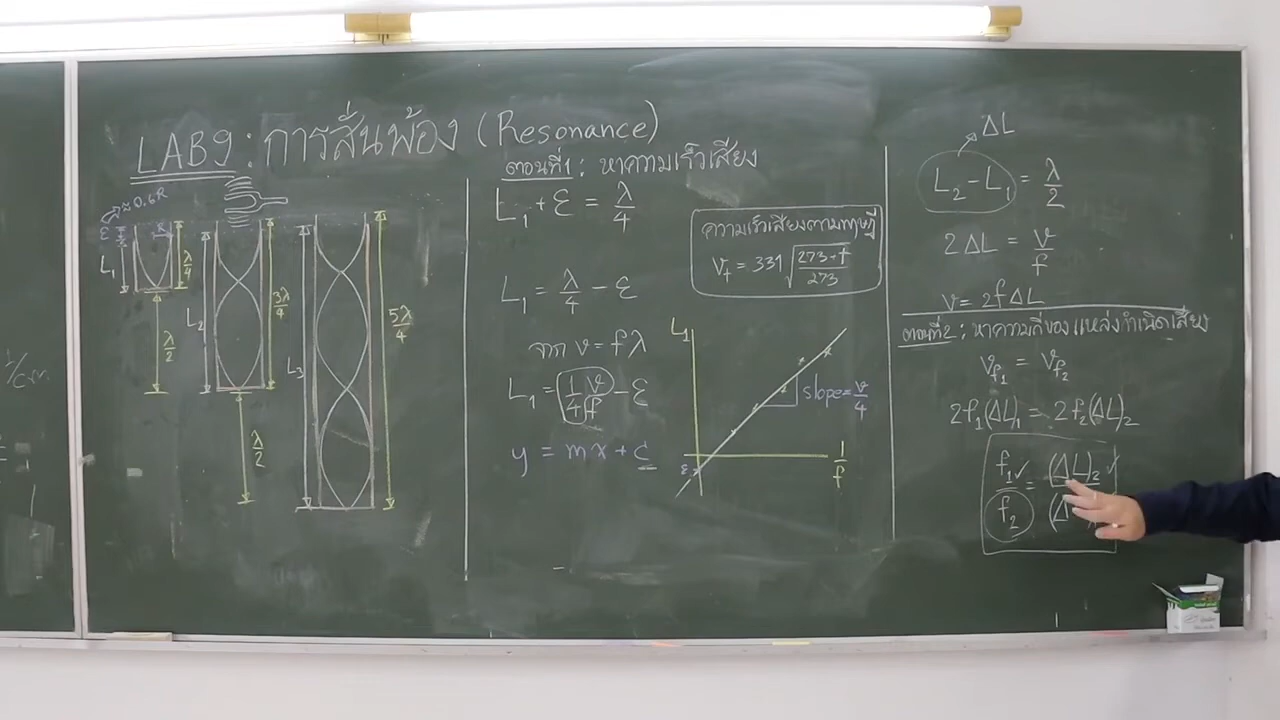 LAB9 : การสั่นพ้อง (Resonance)
≈ 0.6R
ε
R
L₁
λ/4
λ/2
L₂
3λ/4
λ/2
L₃
5λ/4
ตอนที่1 : หาความเร็วเสียง
L₁ + ε = λ/4
L₁ = λ/4 - ε
จาก v = fλ
L₁ = 1/4 v/f - ε
y = mx + c
ความเร็วเสียงตามทฤษฎี
v_t = 331 √(273+t/273)
L₁
slope = v/4
1/f
ε
ΔL
L₂ - L₁ = λ/2
2ΔL = v/f
v = 2fΔL
ตอนที่2 : หาความถี่ของแหล่งกำเนิดเสียง
v_f₁ = v_f₂
2f₁(ΔL)₁ = 2f₂(ΔL)₂
f₁✓/f₂ = (ΔL)₂✓/(Δ